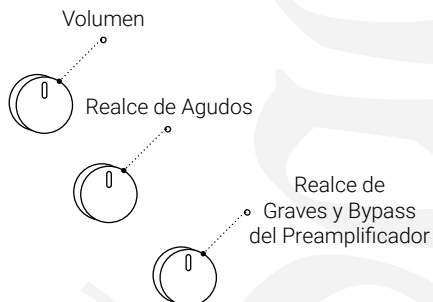 Volumen
Realce de Agudos
Realce de
Graves y Bypass
del Preamplificador